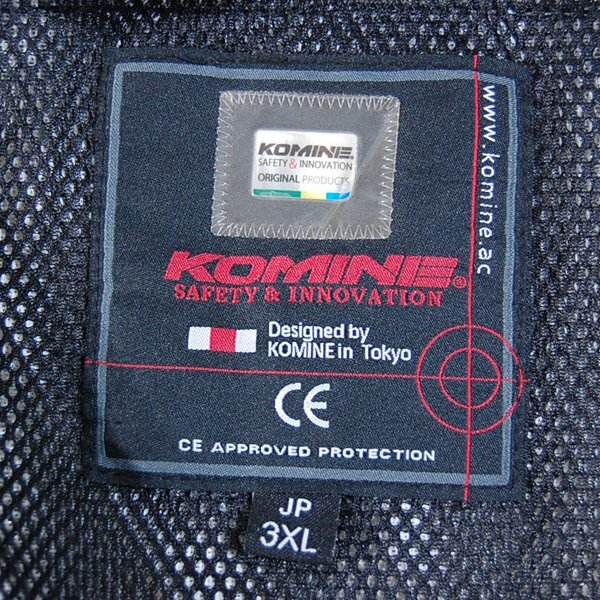 KOMINE
SAFETY & INNOVATION
ORIGINAL PRODUCTS
www.komine.ac
KOMINE®
SAFETY & INNOVATION
Designed by
KOMINE in Tokyo
CE
CE APPROVED PROTECTION
JP
3XL